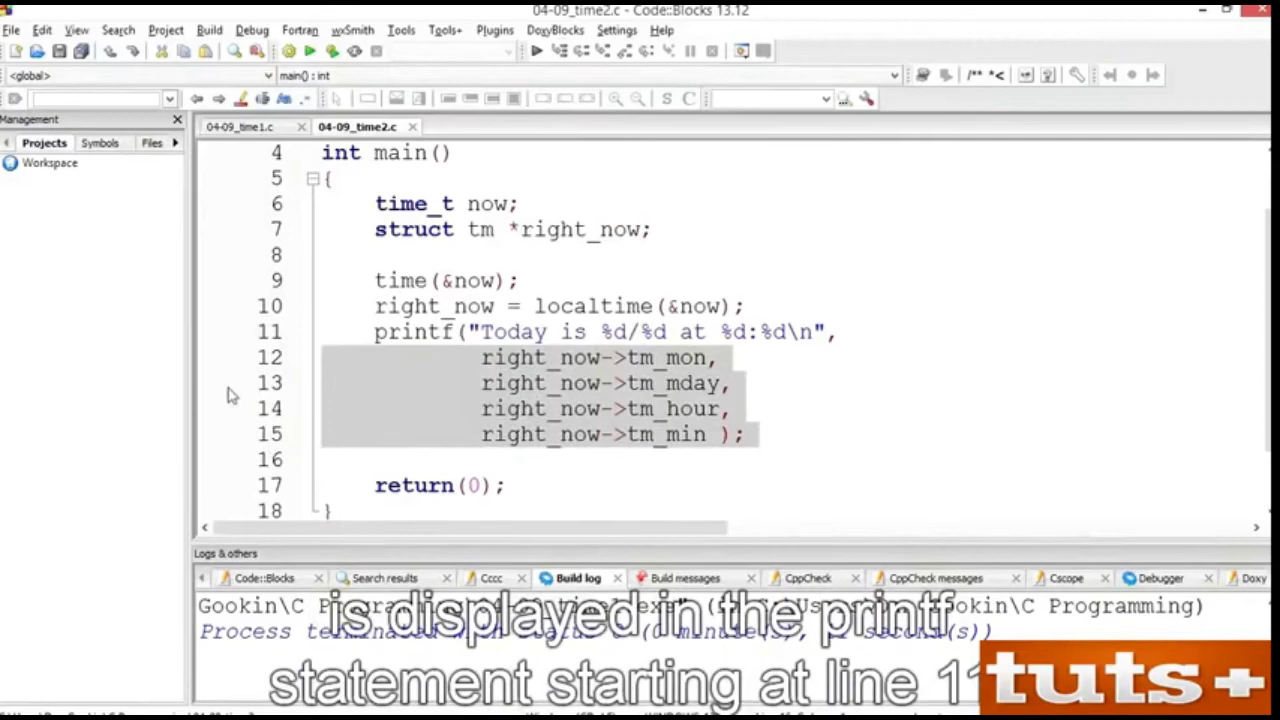 04-09_time2.c - Code::Blocks 13.12
File Edit View Search Project Build Debug Fortran wxSmith Tools Tools+ Plugins DoxyBlocks Settings Help
<global> main() : int
/** *<
S C
Management
04-09_time1.c 04-09_time2.c
Projects Symbols Files
Workspace
4 int main()
5 {
6 time_t now;
7 struct tm *right_now;
8
9 time(&now);
10 right_now = localtime(&now);
11 printf("Today is %d/%d at %d:%d\n",
12 right_now->tm_mon,
13 right_now->tm_mday,
14 right_now->tm_hour,
15 right_now->tm_min );
16
17 return(0);
18 }
Logs & others
Code::Blocks Search results Cccc Build log Build messages CppCheck CppCheck messages Cscope Debugger Doxy
Gookin\C Programming)
Process
is displayed in the printf
statement starting at line 11
tuts+